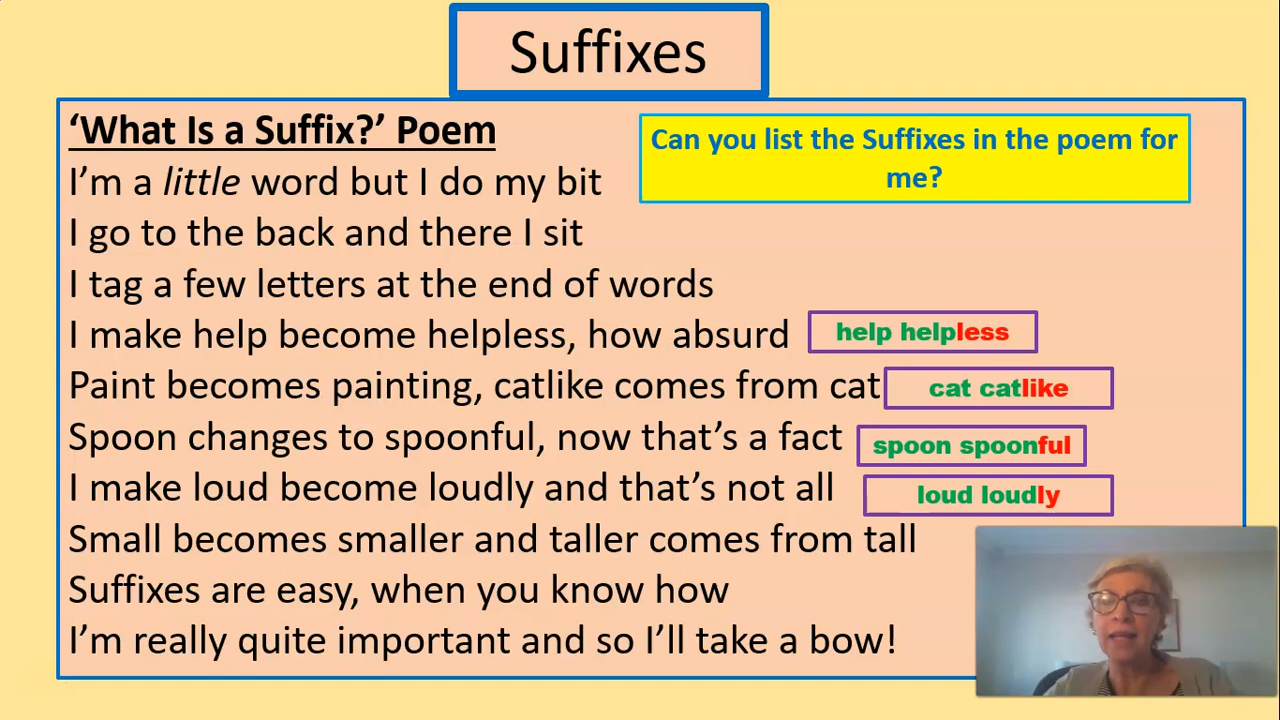 Suffixes
‘What Is a Suffix?’ Poem
Can you list the Suffixes in the poem for
me?
I’m a little word but I do my bit
I go to the back and there I sit
I tag a few letters at the end of words
I make help become helpless, how absurd
help helpless
Paint becomes painting, catlike comes from cat
cat catlike
Spoon changes to spoonful, now that’s a fact
spoon spoonful
I make loud become loudly and that’s not all
loud loudly
Small becomes smaller and taller comes from tall
Suffixes are easy, when you know how
I’m really quite important and so I’ll take a bow!